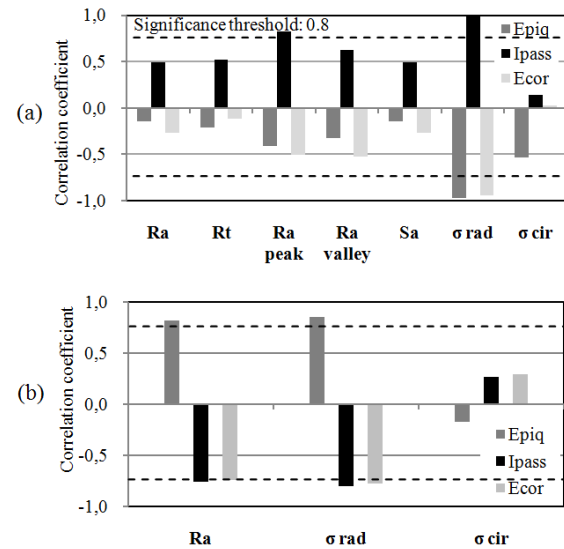 (a)
Correlation coefficient
1,0
0,5
0,0
-0,5
-1,0
Significance threshold: 0.8
Epiq
Ipass
Ecor
Ra Rt Ra peak Ra valley Sa σ rad σ cir
(b)
Correlation coefficient
1,0
0,5
0,0
-0,5
-1,0
Epiq
Ipass
Ecor
Ra σ rad σ cir